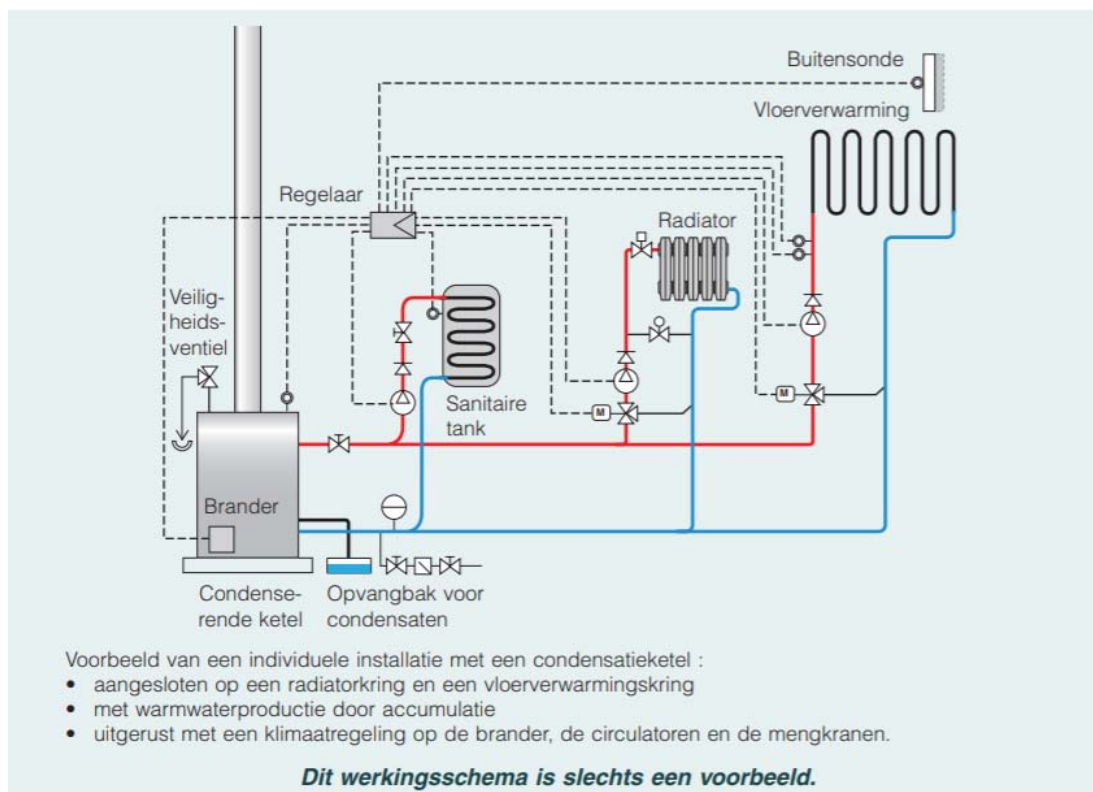 Buitensonde
Vloerverwarming
Regelaar
Radiator
Veilig-
heids-
ventiel
Sanitaire
tank
M
M
Brander
Condense-
rende ketel
Opvangbak voor
condensaten
Voorbeeld van een individuele installatie met een condensatieketel :
• aangesloten op een radiatorkring en een vloerverwarmingskring
• met warmwaterproductie door accumulatie
• uitgerust met een klimaatregeling op de brander, de circulatoren en de mengkranen.
Dit werkingsschema is slechts een voorbeeld.